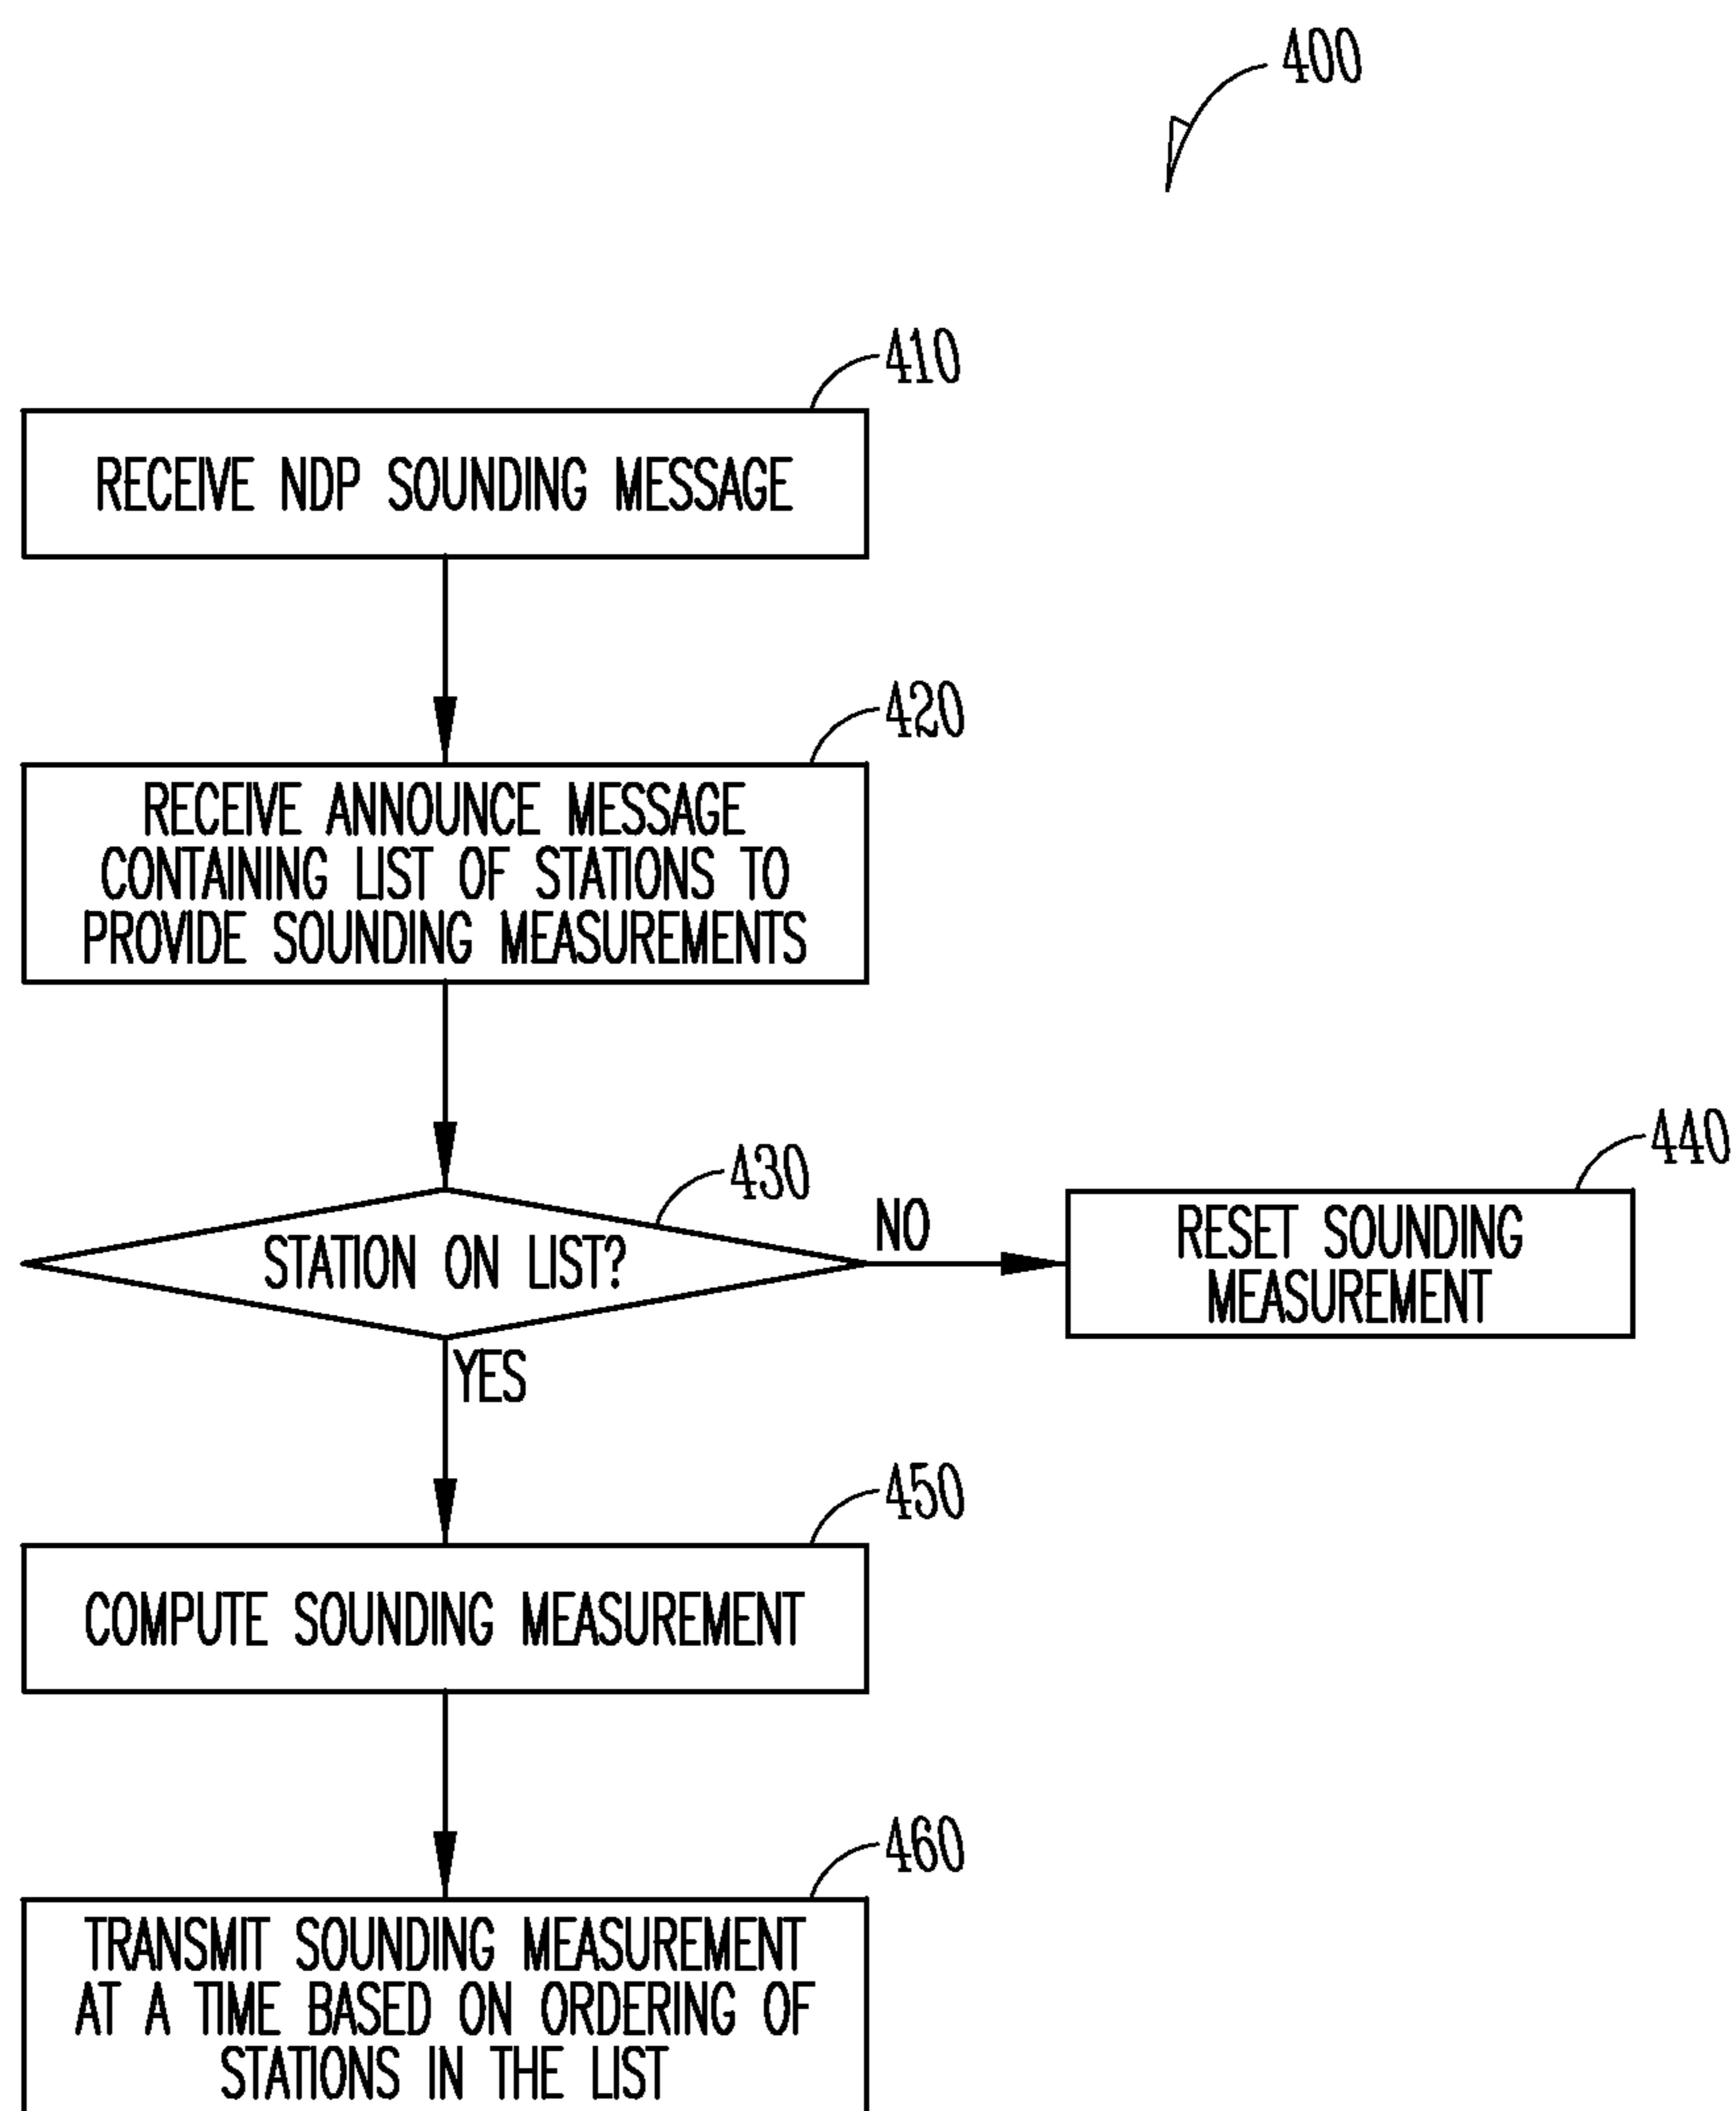 400
410
RECEIVE NDP SOUNDING MESSAGE
420
RECEIVE ANNOUNCE MESSAGE
CONTAINING LIST OF STATIONS TO
PROVIDE SOUNDING MEASUREMENTS
430
STATION ON LIST?
NO
440
RESET SOUNDING
MEASUREMENT
YES
450
COMPUTE SOUNDING MEASUREMENT
460
TRANSMIT SOUNDING MEASUREMENT
AT A TIME BASED ON ORDERING OF
STATIONS IN THE LIST